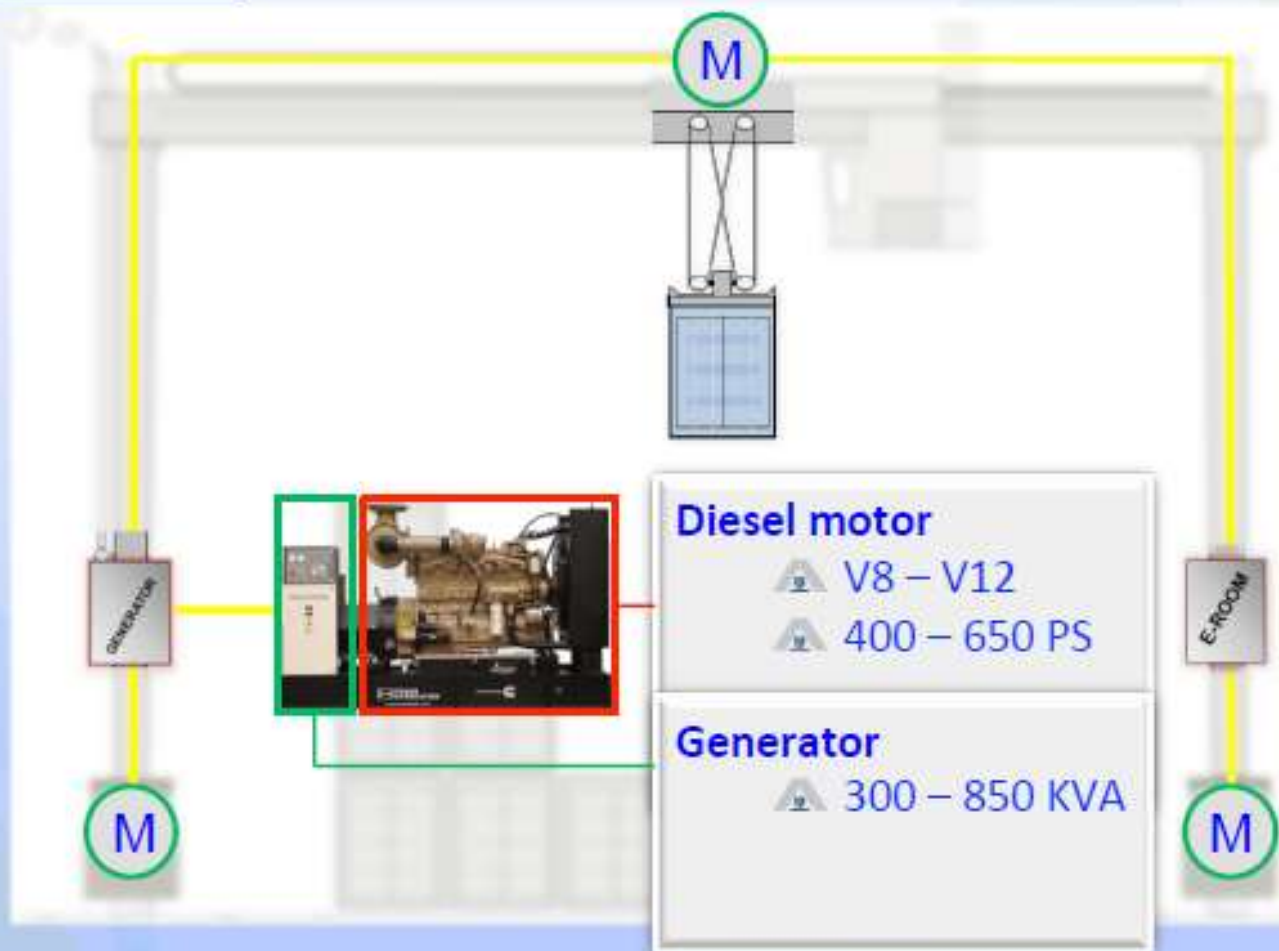 M
GENERATOR
E-ROOM
M
M
Diesel motor
V8 – V12
400 – 650 PS
Generator
300 – 850 KVA